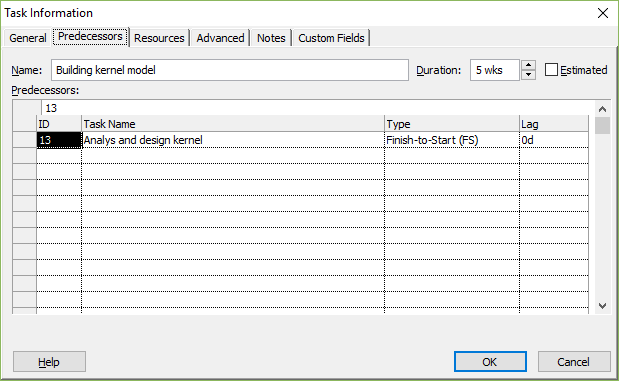 Task Information
General Predecessors Resources Advanced Notes Custom Fields
Name: Building kernel model Duration: 5 wks Estimated
Predecessors:
13
ID Task Name Type Lag
13 Analys and design kernel Finish-to-Start (FS) 0d
Help OK Cancel